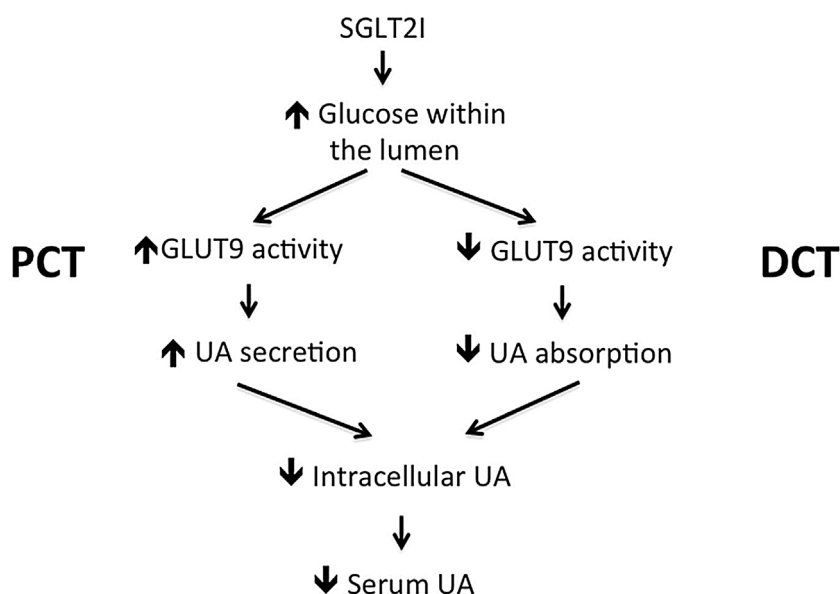 SGLT2I
↑ Glucose within
the lumen
PCT
↑GLUT9 activity
↓ GLUT9 activity
DCT
↑ UA secretion
↓ UA absorption
↓ Intracellular UA
↓ Serum UA